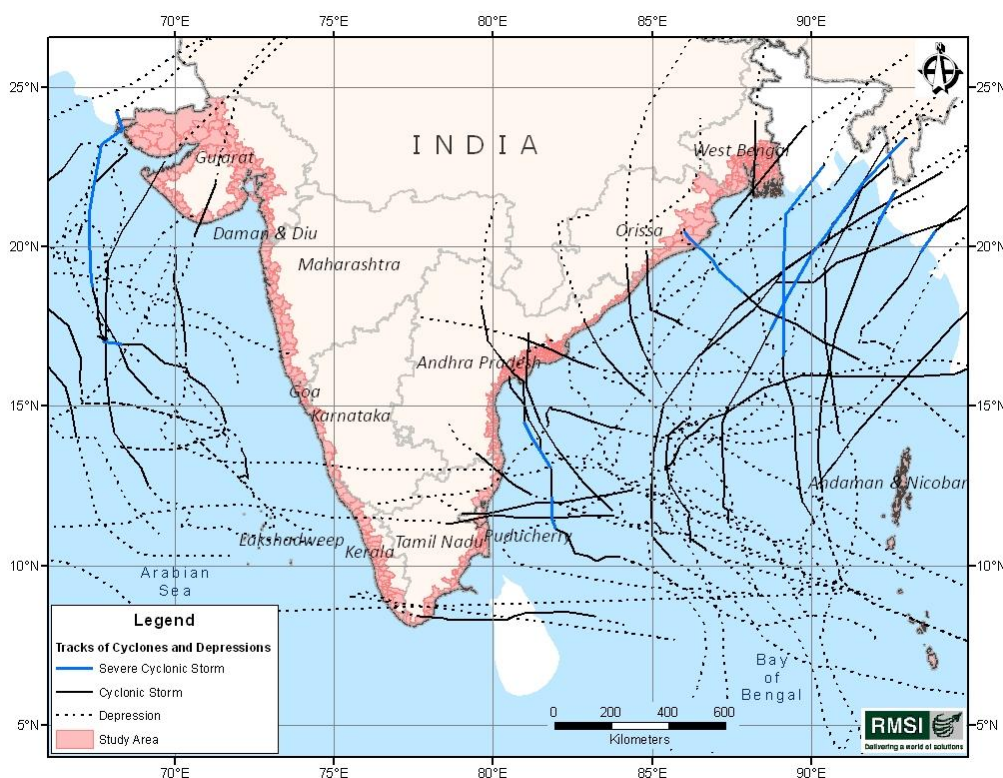 70°E 75°E 80°E 85°E 90°E
25°N 25°N
INDIA
West Bengal
Gujarat
Orissa
Daman & Diu
20°N 20°N
Maharashtra
Andhra Pradesh
Goa
15°N 15°N
Karnataka
Andaman & Nicobar
Lakshadweep Kerala Tamil Nadu Puducherry
10°N
Arabian
Sea
Legend
Tracks of Cyclones and Depressions
Severe Cyclonic Storm
Cyclonic Storm
Depression
Study Area
Bay
of
Bengal
5°N
0 200 400 600
Kilometers
RMSI
Delivering a world of solutions
70°E 75°E 80°E 85°E 90°E